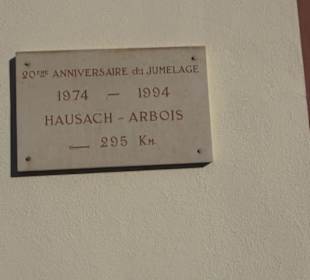 20ème ANNIVERSAIRE du JUMELAGE
1974 — 1994
HAUSACH - ARBOIS
— 295 KM